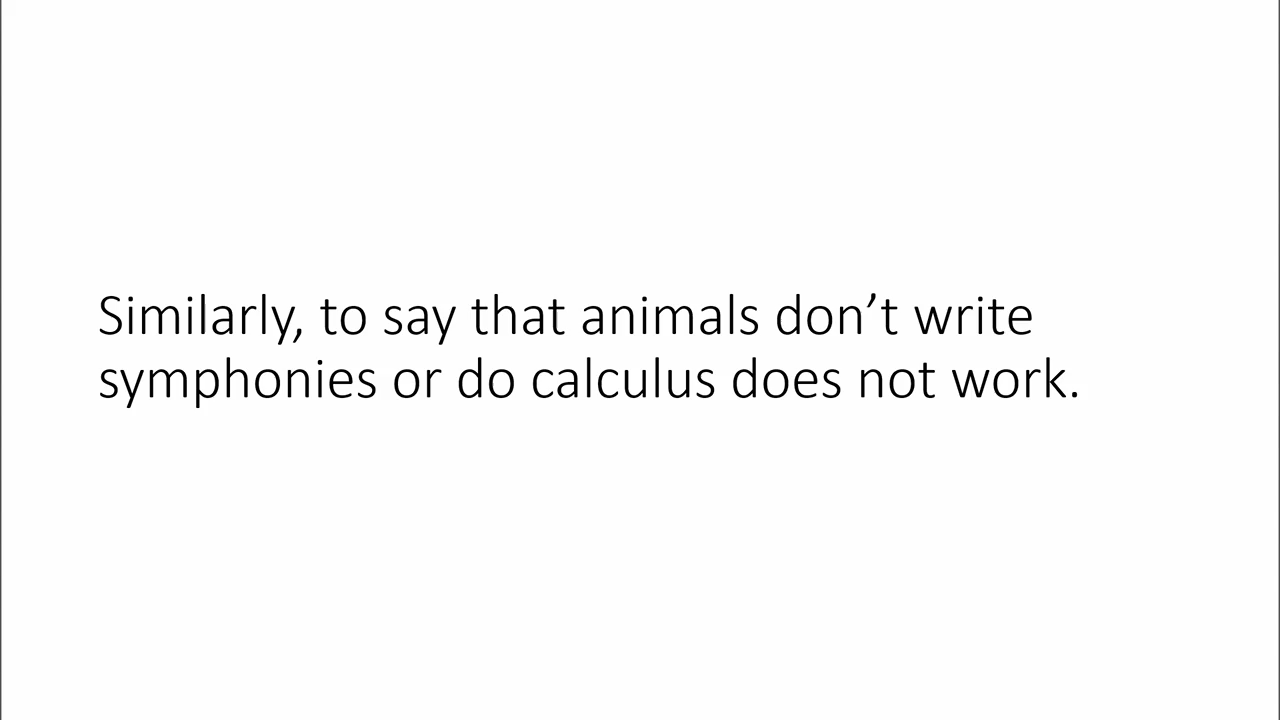 Similarly, to say that animals don’t write
symphonies or do calculus does not work.